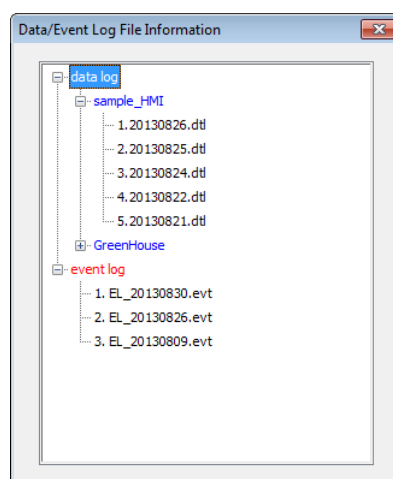 Data/Event Log File Information
data log
sample_HMI
1.20130826.dtl
2.20130825.dtl
3.20130824.dtl
4.20130822.dtl
5.20130821.dtl
GreenHouse
event log
1. EL_20130830.evt
2. EL_20130826.evt
3. EL_20130809.evt